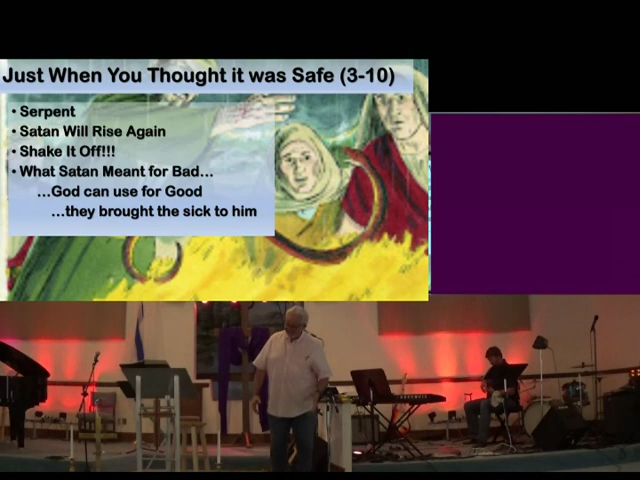 Just When You Thought it was Safe (3-10)
• Serpent
• Satan Will Rise Again
• Shake It Off!!!
• What Satan Meant for Bad…
…God can use for Good
…they brought the sick to him
KURZWEIL